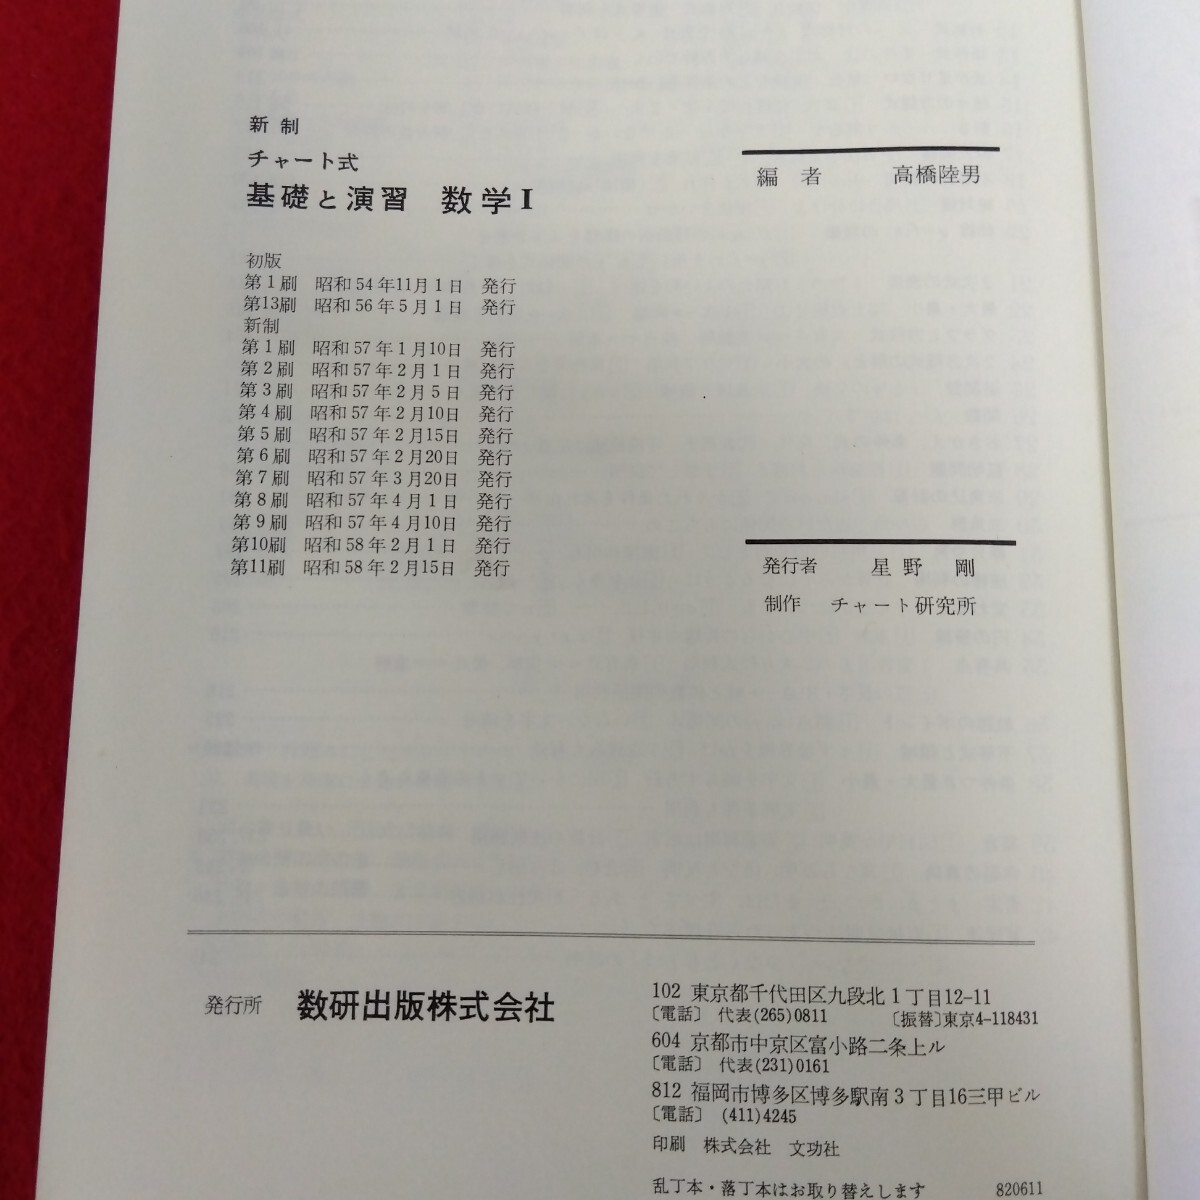 新制
チャート式
基礎と演習 数学I
編者 高橋陸男
初版
第1刷 昭和54年11月1日 発行
第13刷 昭和56年5月1日 発行
新制
第1刷 昭和57年1月10日 発行
第2刷 昭和57年2月1日 発行
第3刷 昭和57年2月5日 発行
第4刷 昭和57年2月10日 発行
第5刷 昭和57年2月15日 発行
第6刷 昭和57年2月20日 発行
第7刷 昭和57年3月20日 発行
第8刷 昭和57年4月1日 発行
第9刷 昭和57年4月10日 発行
第10刷 昭和58年2月1日 発行
第11刷 昭和58年2月15日 発行
発行者 星野 剛
制作 チャート研究所
発行所 数研出版株式会社
102 東京都千代田区九段北1丁目12-11
〔電話〕 代表(265)0811 〔振替〕東京4-118431
604 京都市中京区富小路二条上ル
〔電話〕 代表(231)0161
812 福岡市博多区博多駅南3丁目16三甲ビル
〔電話〕 (411)4245
印刷 株式会社 文功社
乱丁本・落丁本はお取り替えします 820611